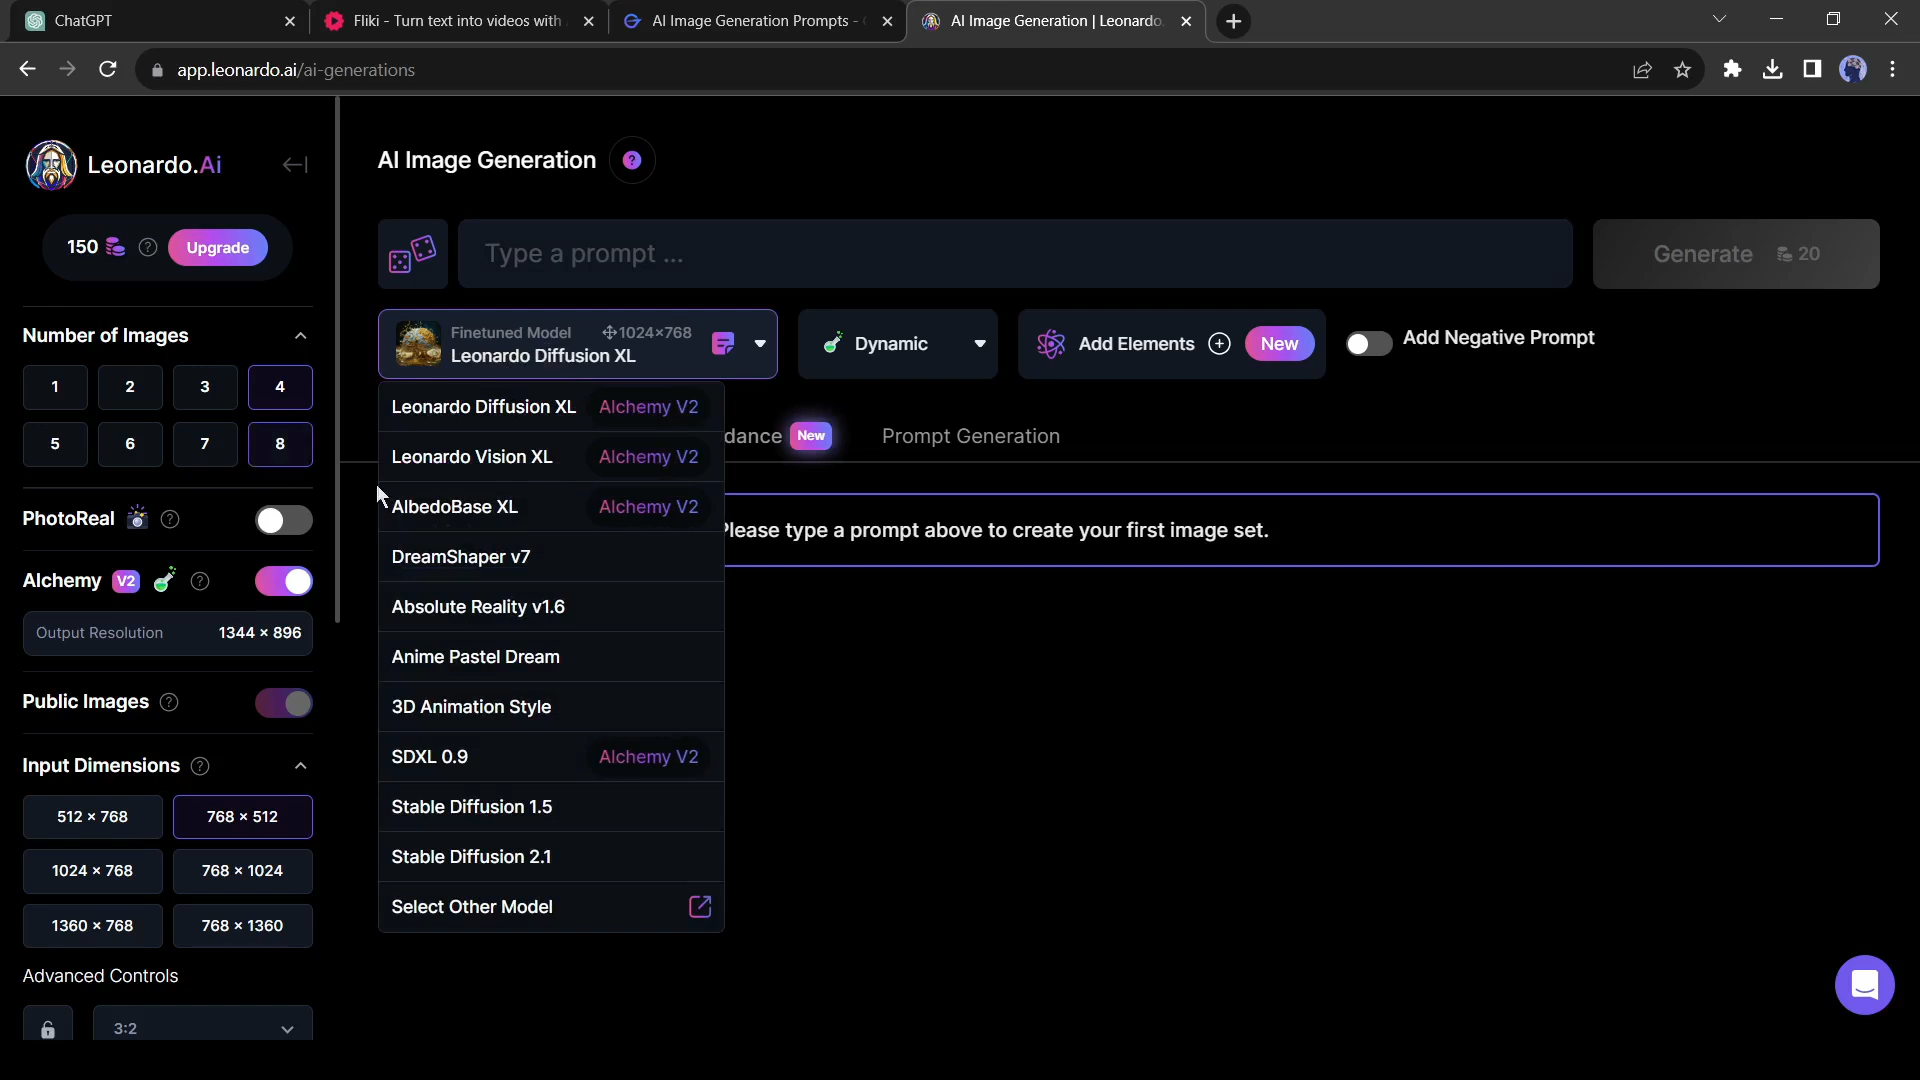 ChatGPT
Fliki - Turn text into videos with
AI Image Generation Prompts -
AI Image Generation | Leonardo.
app.leonardo.ai/ai-generations
Leonardo.Ai
150
?
Upgrade
Number of Images
1 2 3 4
5 6 7 8
PhotoReal ?
Alchemy V2 ?
Output Resolution 1344 × 896
Public Images ?
Input Dimensions ?
512 × 768 768 × 512
1024 × 768 768 × 1024
1360 × 768 768 × 1360
Advanced Controls
3:2
AI Image Generation ?
Type a prompt ...
Generate 20
Finetuned Model 1024×768
Leonardo Diffusion XL
Dynamic
Add Elements New
Add Negative Prompt
Leonardo Diffusion XL Alchemy V2
Leonardo Vision XL Alchemy V2
AlbedoBase XL Alchemy V2
DreamShaper v7
Absolute Reality v1.6
Anime Pastel Dream
3D Animation Style
SDXL 0.9 Alchemy V2
Stable Diffusion 1.5
Stable Diffusion 2.1
Select Other Model
dance New
Prompt Generation
Please type a prompt above to create your first image set.